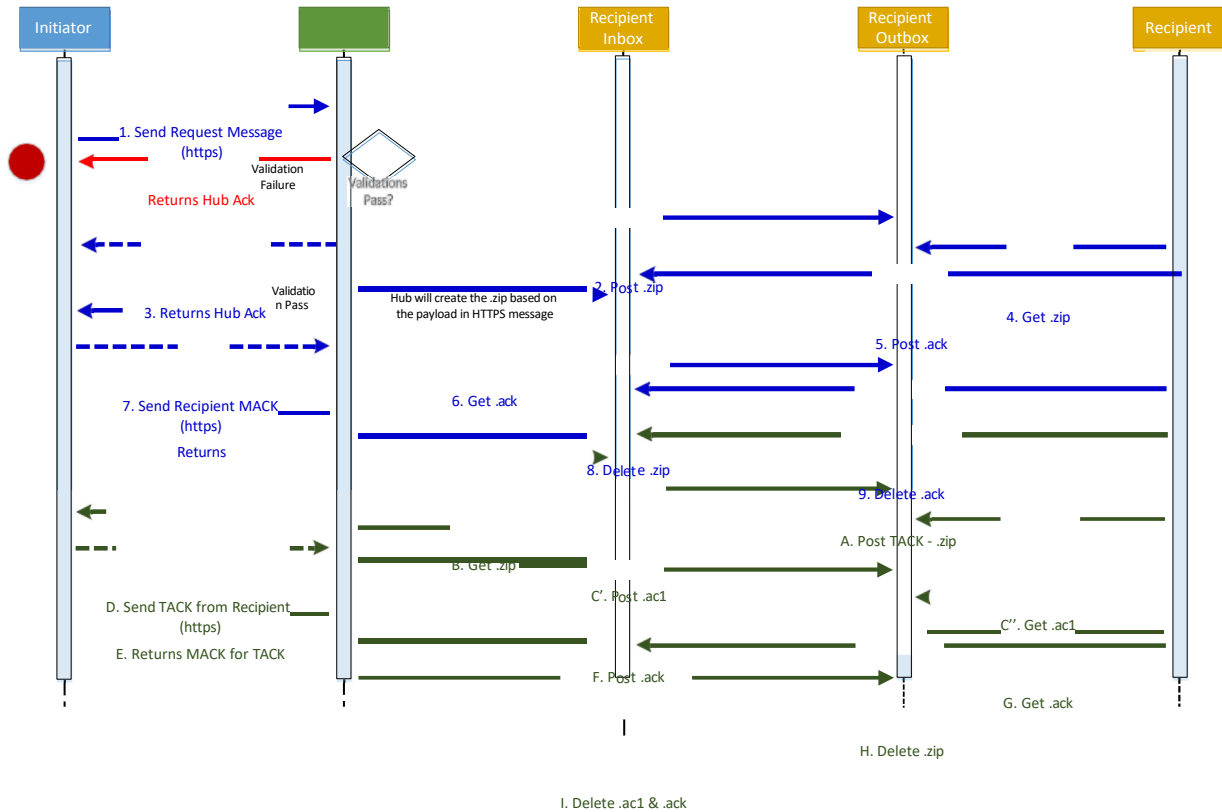 Initiator
Recipient
Inbox
Recipient
Outbox
Recipient
1. Send Request Message
(https)
Validation
Failure
Validations
Pass?
Returns Hub Ack
2. Post .zip
Validatio
n Pass
Hub will create the .zip based on
the payload in HTTPS message
3. Returns Hub Ack
4. Get .zip
5. Post .ack
6. Get .ack
7. Send Recipient MACK
(https)
Returns
8. Delete .zip
9. Delete .ack
A. Post TACK - .zip
B. Get .zip
C’. Post .ac1
D. Send TACK from Recipient
(https)
C’’. Get .ac1
E. Returns MACK for TACK
F. Post .ack
G. Get .ack
H. Delete .zip
I. Delete .ac1 & .ack